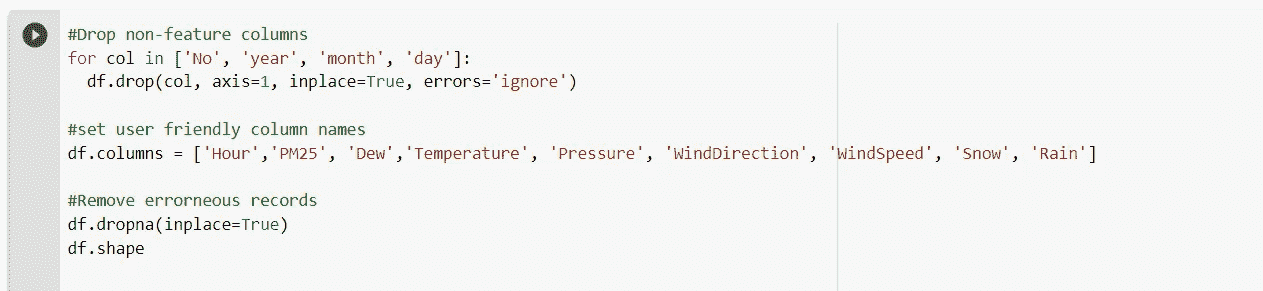 #Drop non-feature columns
for col in ['No', 'year', 'month', 'day']:
  df.drop(col, axis=1, inplace=True, errors='ignore')
#set user friendly column names
df.columns = ['Hour','PM25', 'Dew','Temperature', 'Pressure', 'WindDirection', 'WindSpeed', 'Snow', 'Rain']
#Remove errorneous records
df.dropna(inplace=True)
df.shape